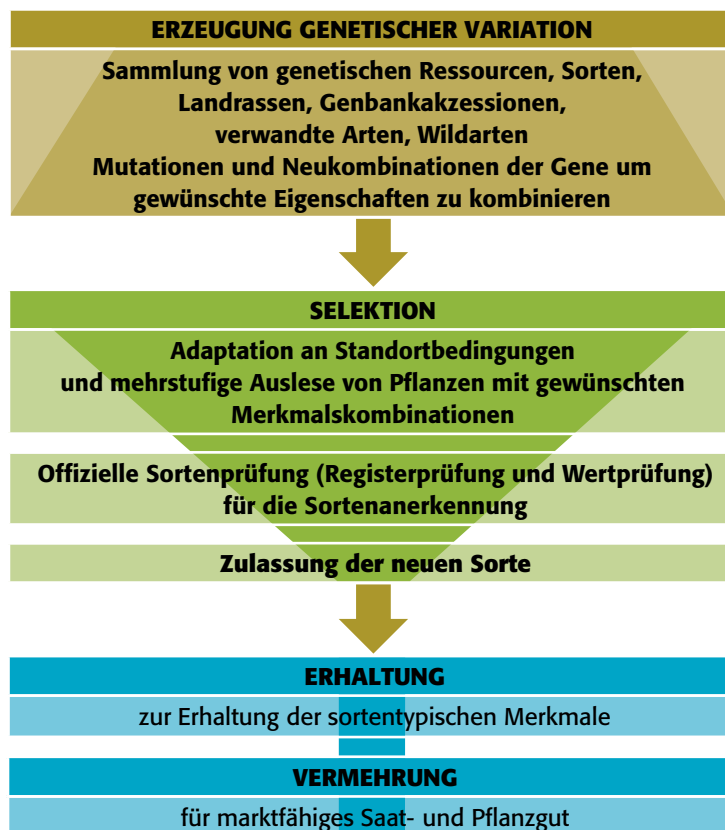 ERZEUGUNG GENETISCHER VARIATION
Sammlung von genetischen Ressourcen, Sorten,
Landrassen, Genbankakzessionen,
verwandte Arten, Wildarten
Mutationen und Neukombinationen der Gene um
gewünschte Eigenschaften zu kombinieren
SELEKTION
Adaptation an Standortbedingungen
und mehrstufige Auslese von Pflanzen mit gewünschten
Merkmalskombinationen
Offizielle Sortenprüfung (Registerprüfung und Wertprüfung)
für die Sortenanerkennung
Zulassung der neuen Sorte
ERHALTUNG
zur Erhaltung der sortentypischen Merkmale
VERMEHRUNG
für marktfähiges Saat- und Pflanzgut